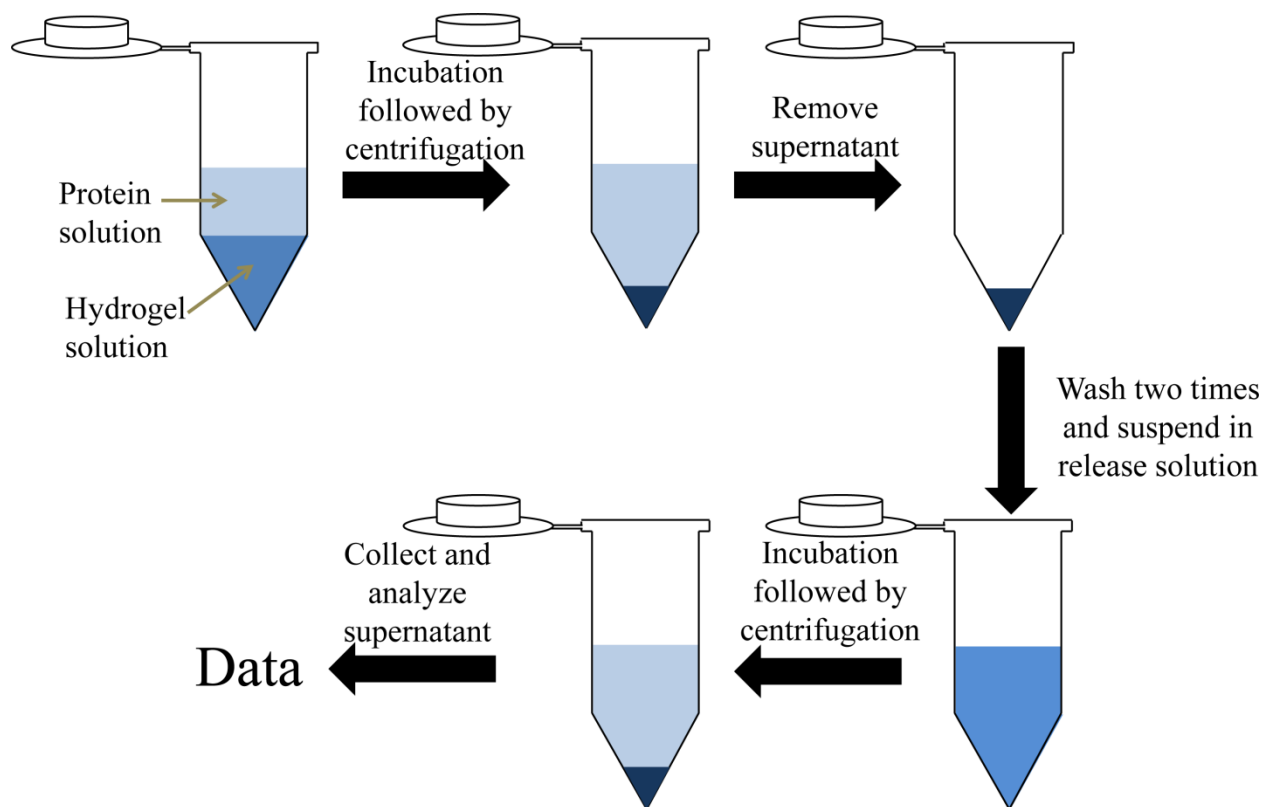 Protein
solution
Hydrogel
solution
Incubation
followed by
centrifugation
Remove
supernatant
Wash two times
and suspend in
release solution
Incubation
followed by
centrifugation
Collect and
analyze
supernatant
Data